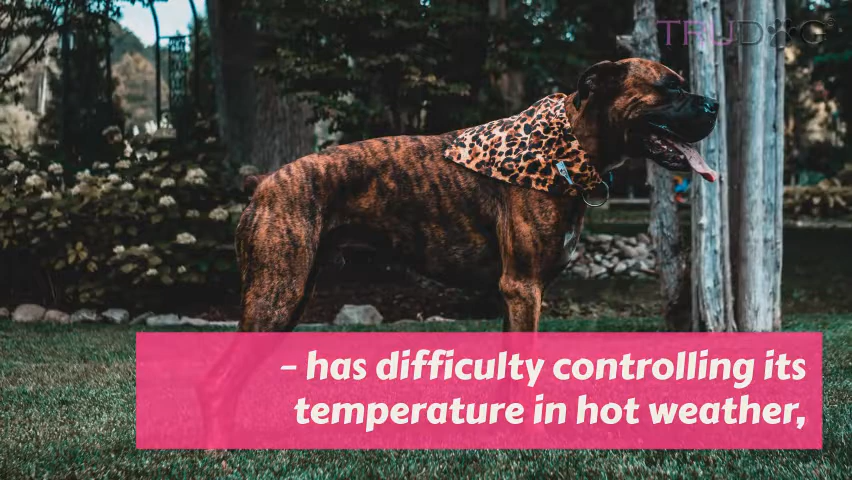 TRUDOG
- has difficulty controlling its
temperature in hot weather,